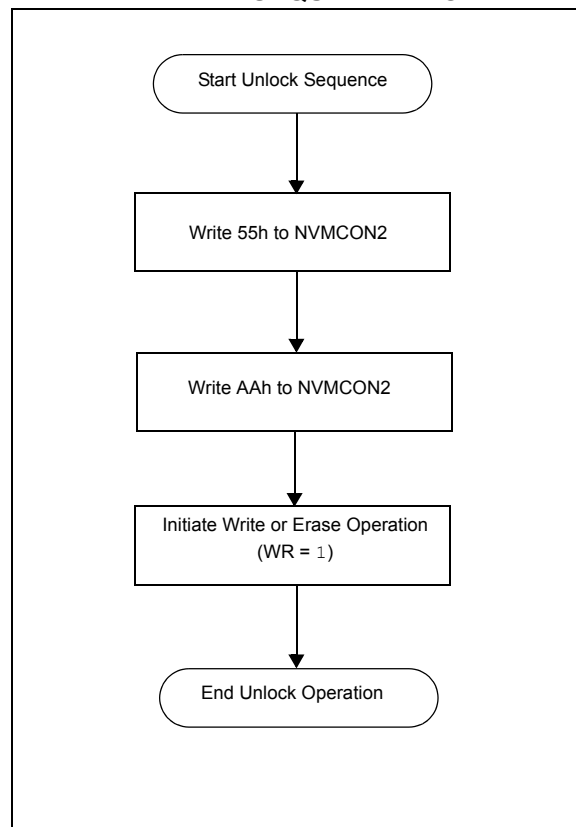 Start Unlock Sequence
Write 55h to NVMCON2
Write AAh to NVMCON2
Initiate Write or Erase Operation
(WR = 1)
End Unlock Operation